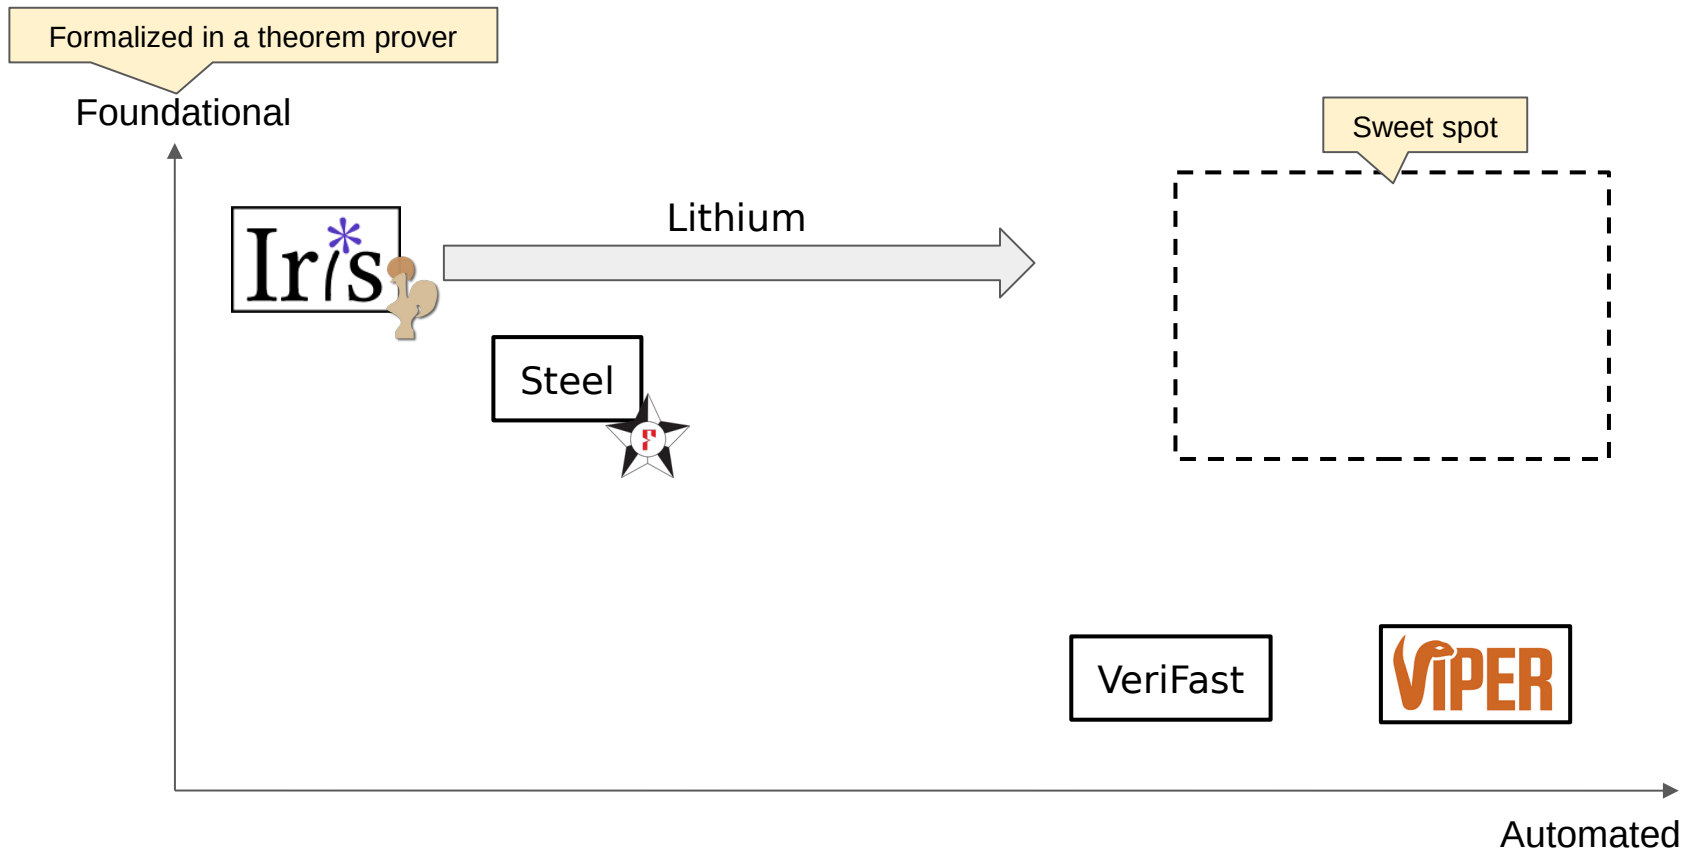 Formalized in a theorem prover
Foundational
Sweet spot
Lithium
Iris
Steel
F
VeriFast
VIPER
Automated